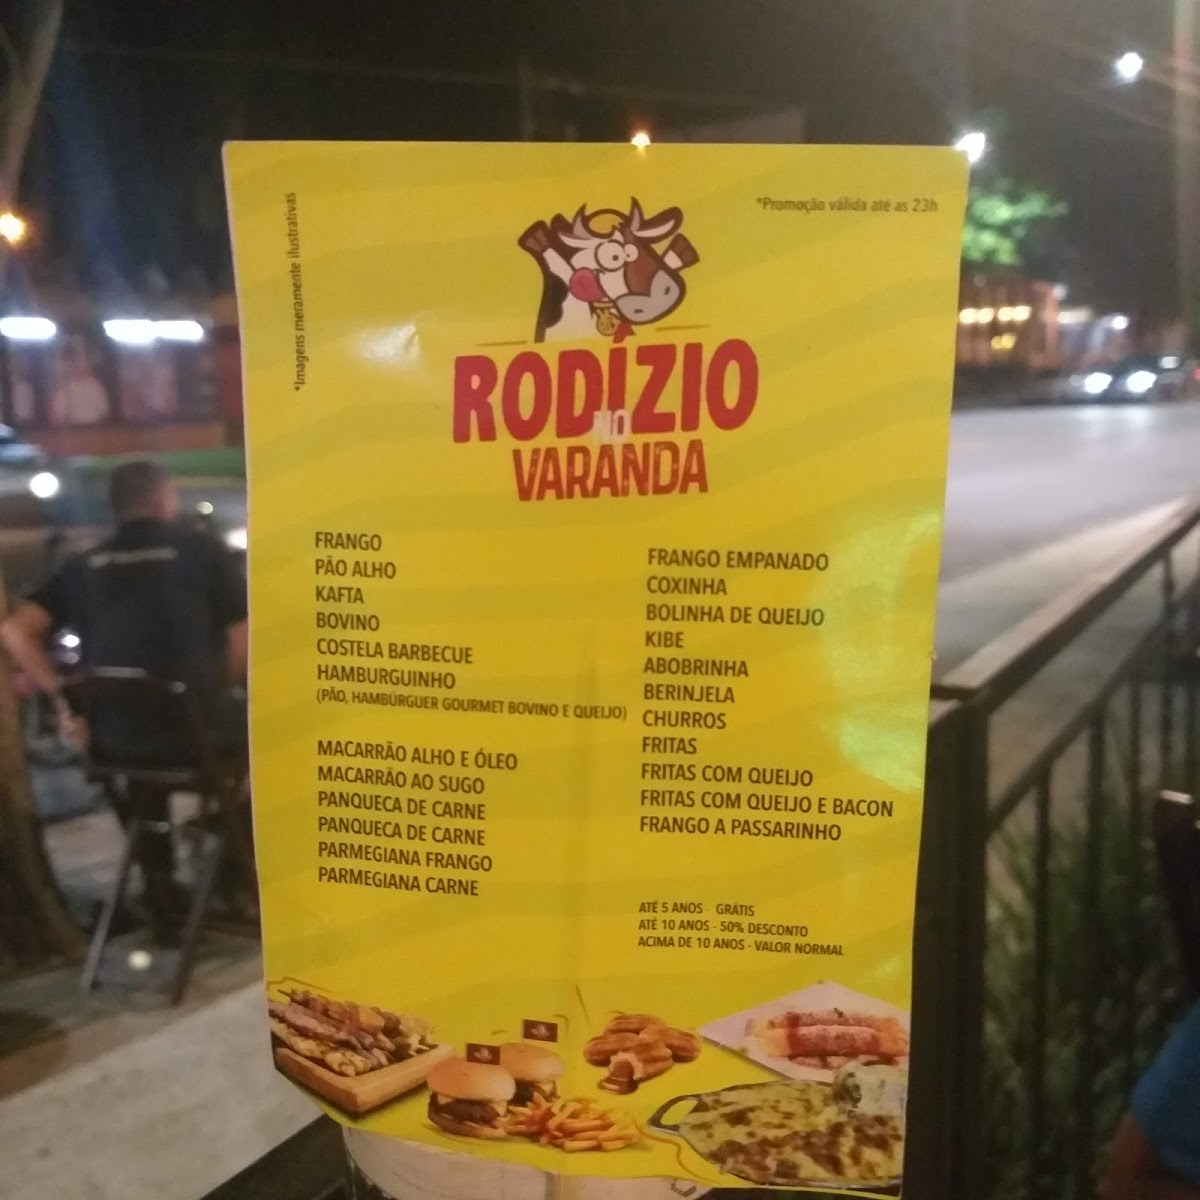 *Imagens meramente ilustrativas
*Promoção válida até as 23h
RODÍZIO
NO
VARANDA
FRANGO
PÃO ALHO
KAFTA
BOVINO
COSTELA BARBECUE
HAMBURGUINHO
(PÃO, HAMBÚRGUER GOURMET BOVINO E QUEIJO)
MACARRÃO ALHO E ÓLEO
MACARRÃO AO SUGO
PANQUECA DE CARNE
PANQUECA DE CARNE
PARMEGIANA FRANGO
PARMEGIANA CARNE
FRANGO EMPANADO
COXINHA
BOLINHA DE QUEIJO
KIBE
ABOBRINHA
BERINJELA
CHURROS
FRITAS
FRITAS COM QUEIJO
FRITAS COM QUEIJO E BACON
FRANGO A PASSARINHO
ATÉ 5 ANOS - GRÁTIS
ATÉ 10 ANOS - 50% DESCONTO
ACIMA DE 10 ANOS - VALOR NORMAL